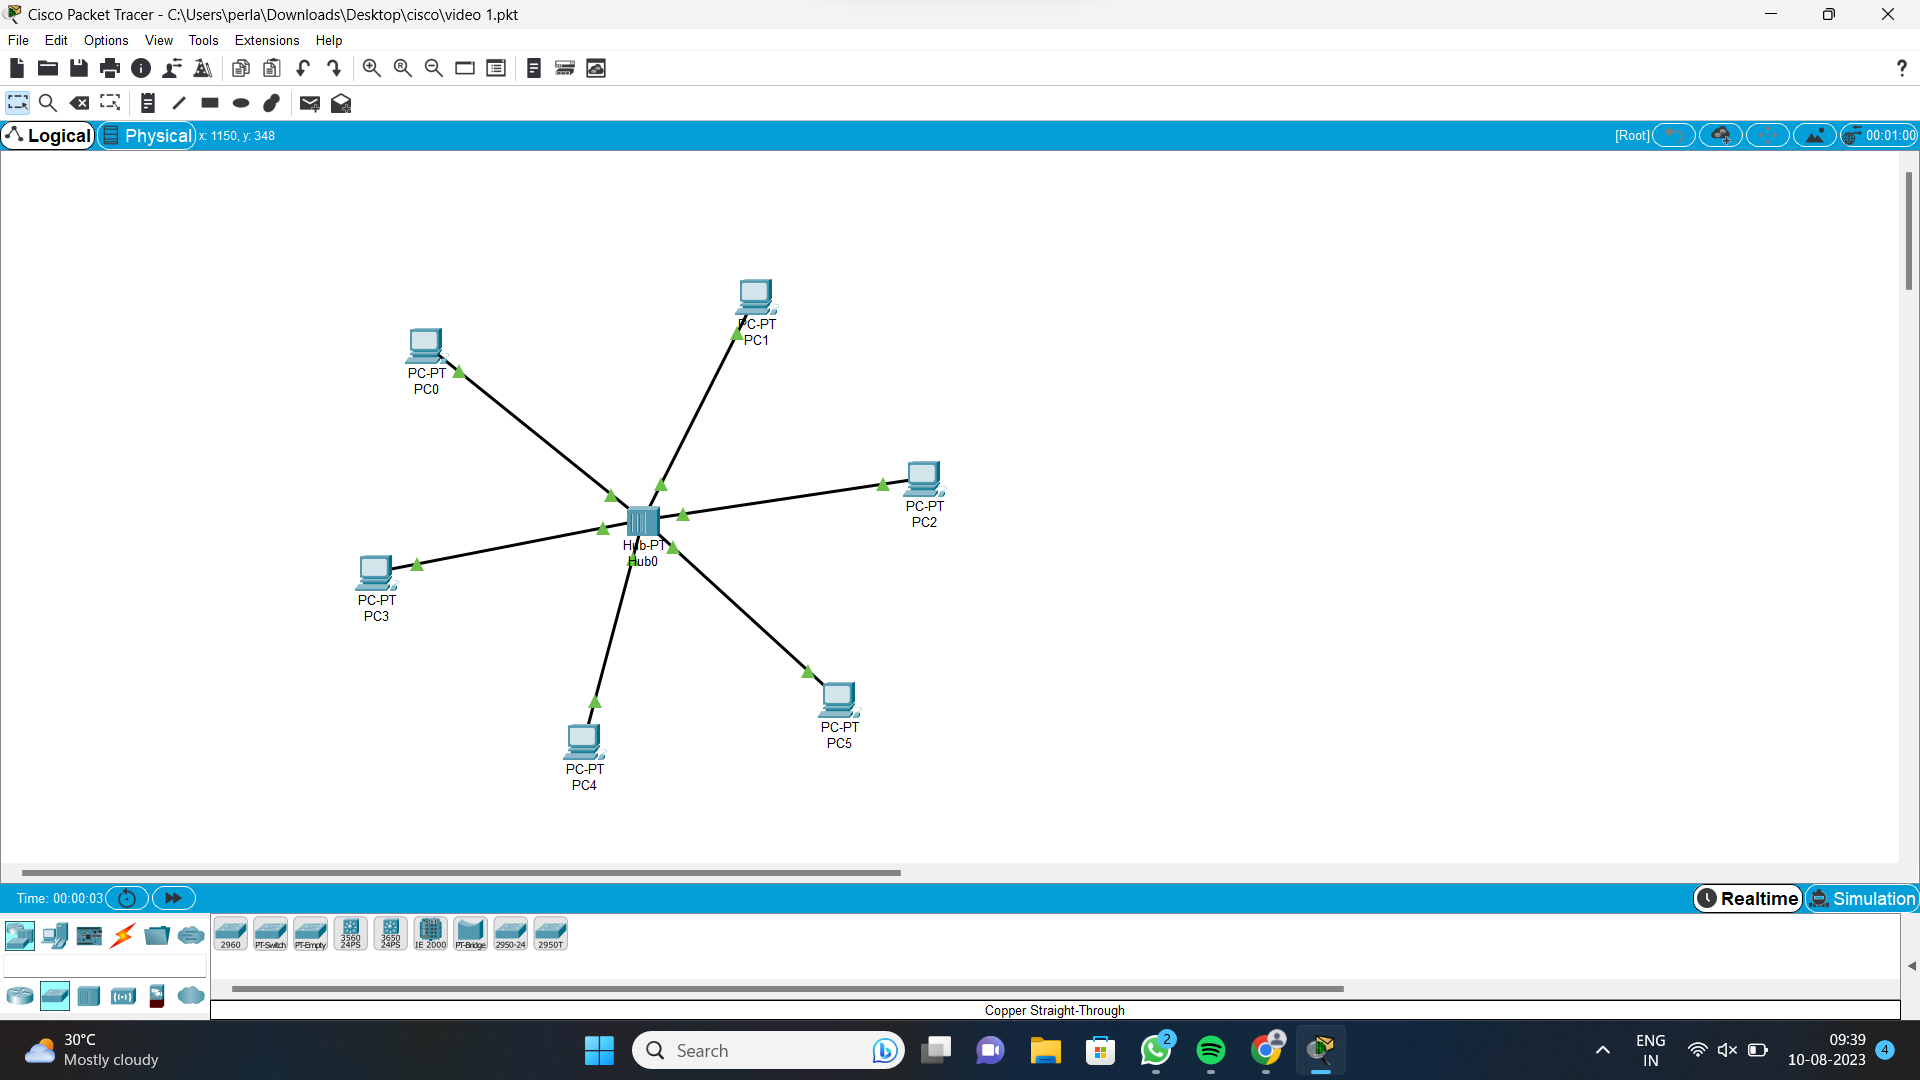 Cisco Packet Tracer - C:\Users\perla\Downloads\Desktop\cisco\video 1.pkt
File Edit Options View Tools Extensions Help
?
Logical Physical x: 1150, y: 348 [Root] 00:01:00
PC-PT
PC1
PC-PT
PC0
PC-PT
PC2
Hub-PT
Hub0
PC-PT
PC3
PC-PT
PC5
PC-PT
PC4
Time: 00:00:03 Realtime Simulation
2960 PT-Switch PT-Empty 3560 24PS 3650 24PS IE 2000 PT-Bridge 2950-24 2950T
Copper Straight-Through
30°C
Mostly cloudy
Search
2
ENG
IN
09:39
10-08-2023
4